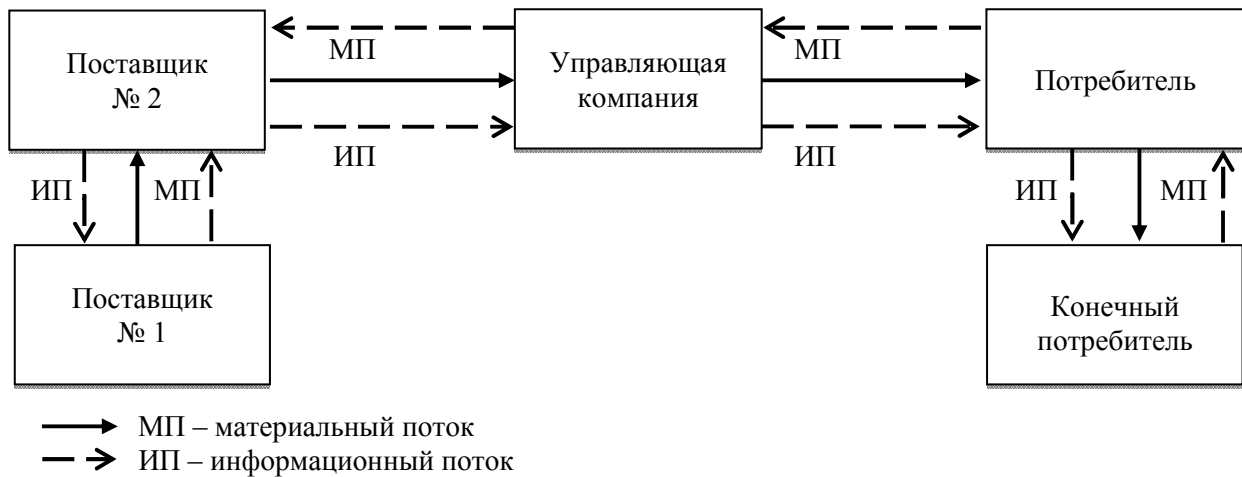 МП
МП
Поставщик
№ 2
Управляющая
компания
Потребитель
ИП
ИП
ИП
МП
ИП
МП
Поставщик
№ 1
Конечный
потребитель
МП – материальный поток
ИП – информационный поток